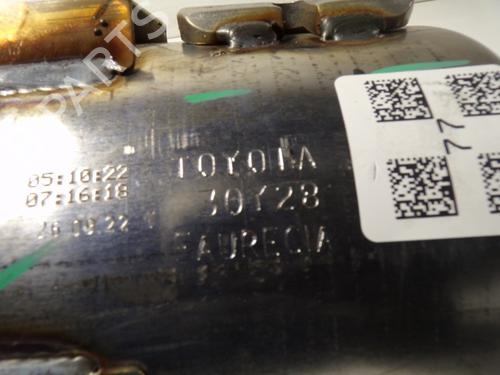 TOYOTA
30Y28
FAURECIA
05:10:22
07:16:18
26 09 22
77
PARTS